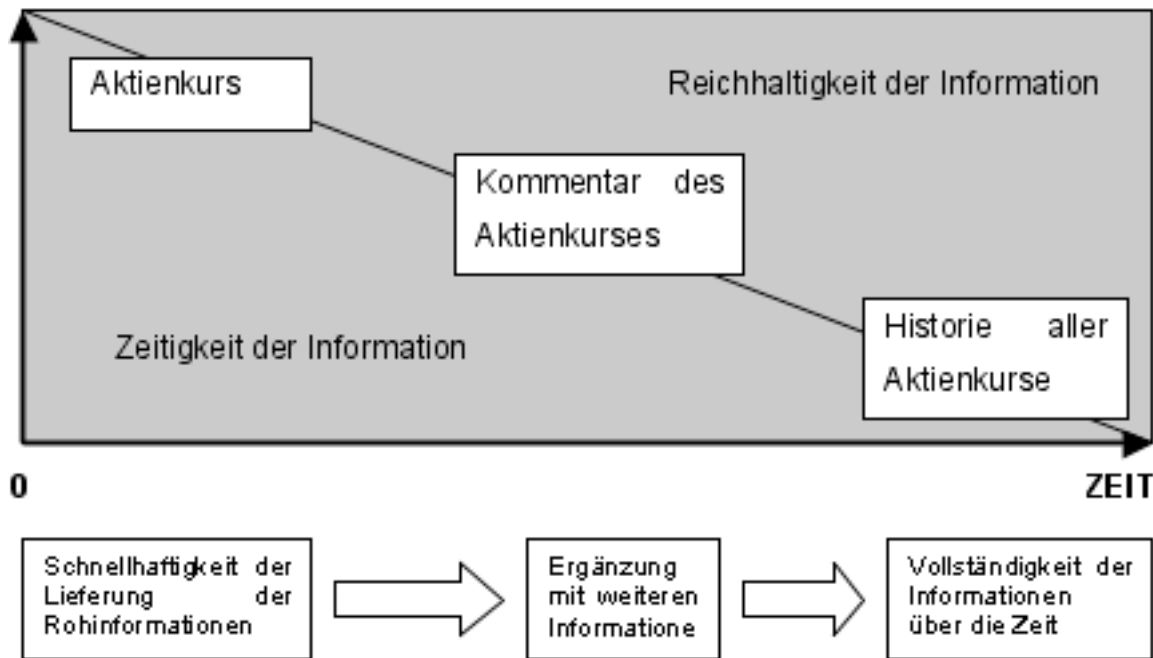 Aktienkurs
Reichhaltigkeit der Information
Kommentar des
Aktienkurses
Zeitigkeit der Information
Historie aller
Aktienkurse
0
ZEIT
Schnellhaftigkeit der
Lieferung der
Rohinformationen
Ergänzung
mit weiteren
Informatione
Vollständigkeit der
Informationen
über die Zeit